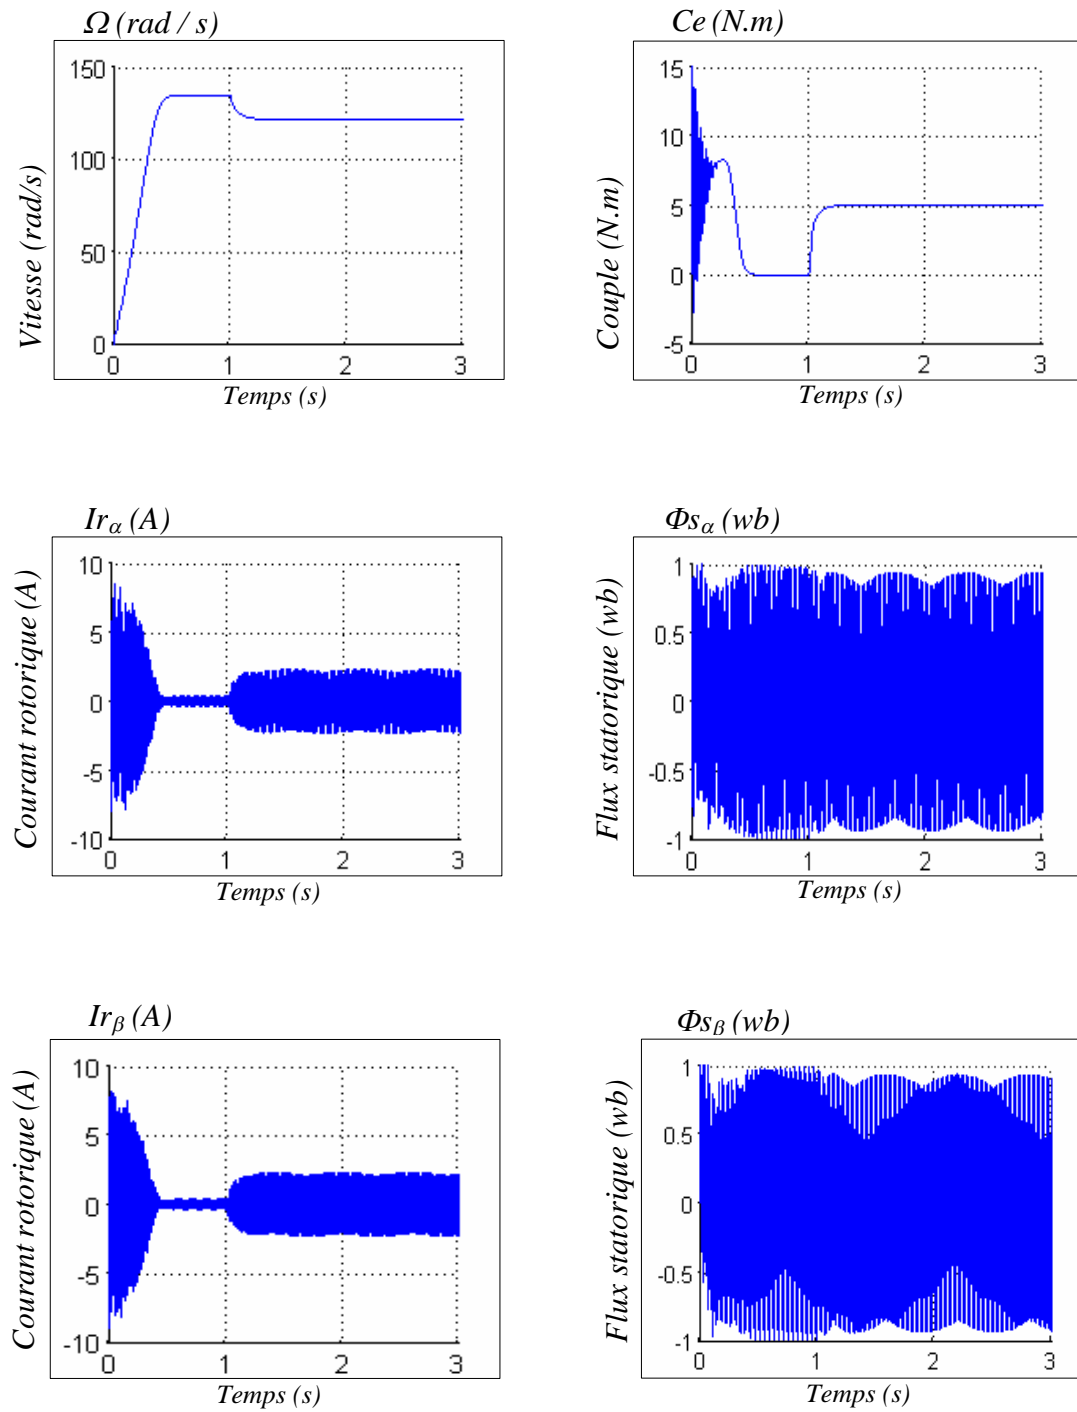 Ω (rad / s)
Vitesse (rad/s)
150
100
50
0
0 1 2 3
Temps (s)
Ce (N.m)
Couple (N.m)
15
10
5
0
-5
0 1 2 3
Temps (s)
Irα (A)
Courant rotorique (A)
10
5
0
-5
-10
0 1 2 3
Temps (s)
Φsα (wb)
Flux statorique (wb)
1
0.5
0
-0.5
-1
0 1 2 3
Temps (s)
Irβ (A)
Courant rotorique (A)
10
5
0
-5
-10
0 1 2 3
Temps (s)
Φsβ (wb)
Flux statorique (wb)
1
0.5
0
-0.5
-1
0 1 2 3
Temps (s)